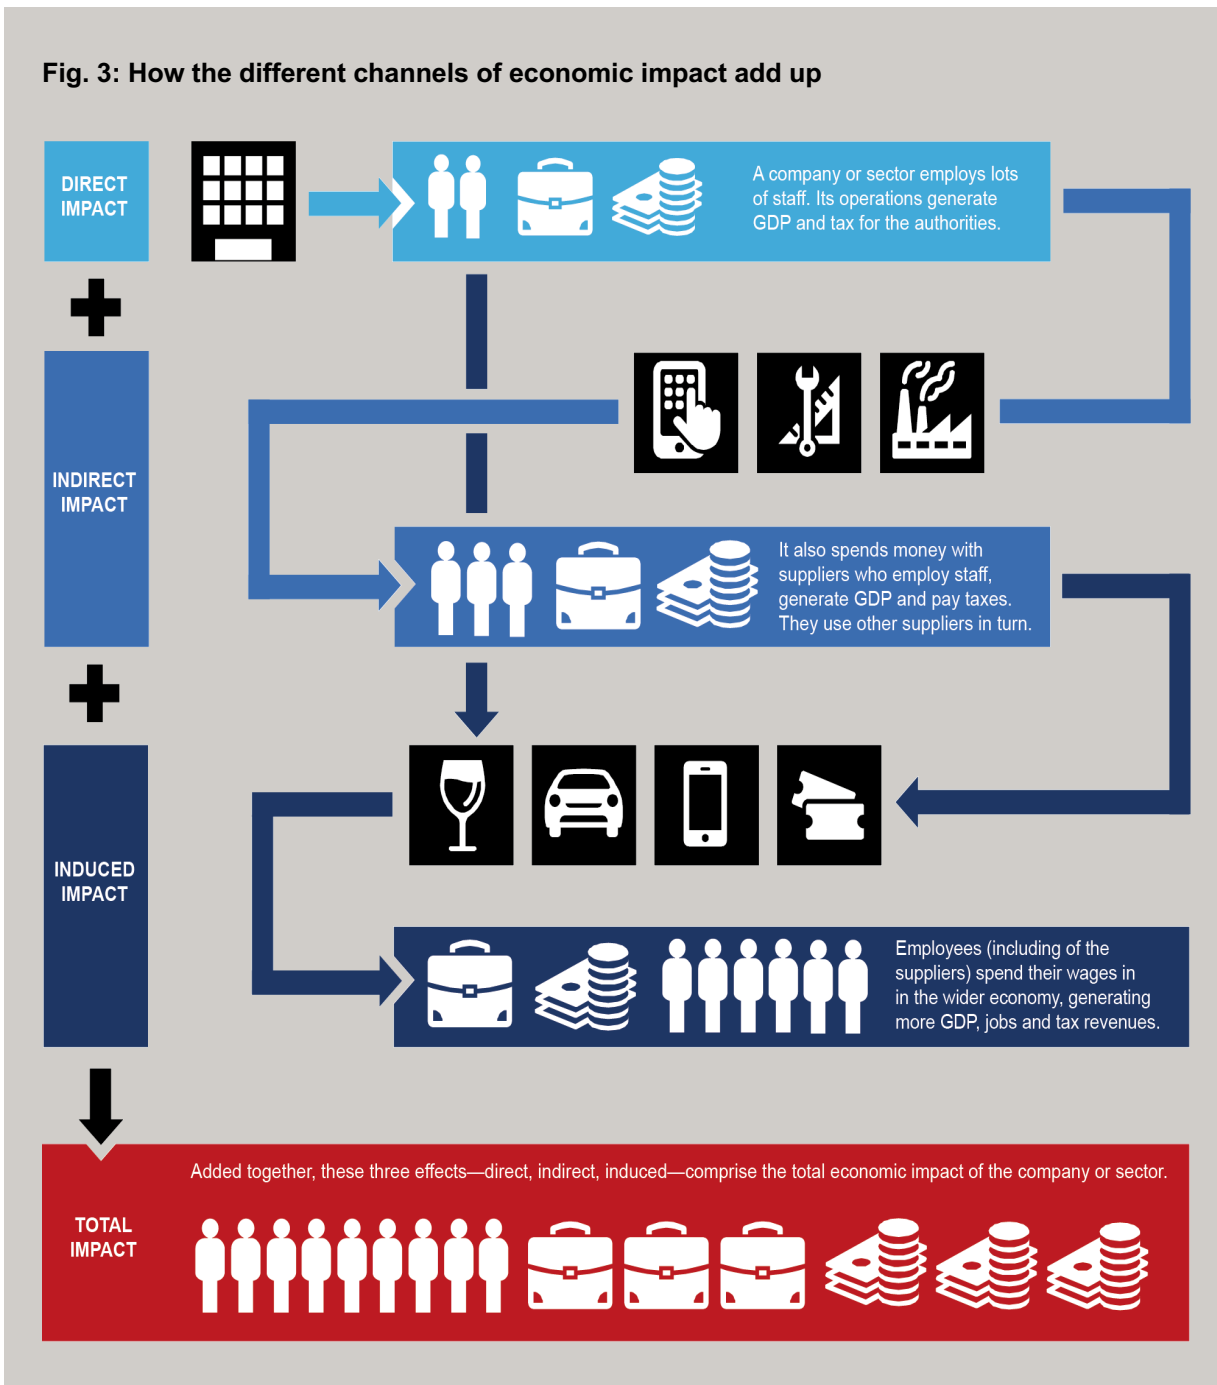 Fig. 3: How the different channels of economic impact add up
DIRECT
IMPACT
A company or sector employs lots
of staff. Its operations generate
GDP and tax for the authorities.
INDIRECT
IMPACT
It also spends money with
suppliers who employ staff,
generate GDP and pay taxes.
They use other suppliers in turn.
INDUCED
IMPACT
Employees (including of the
suppliers) spend their wages in
in the wider economy, generating
more GDP, jobs and tax revenues.
Added together, these three effects—direct, indirect, induced—comprise the total economic impact of the company or sector.
TOTAL
IMPACT